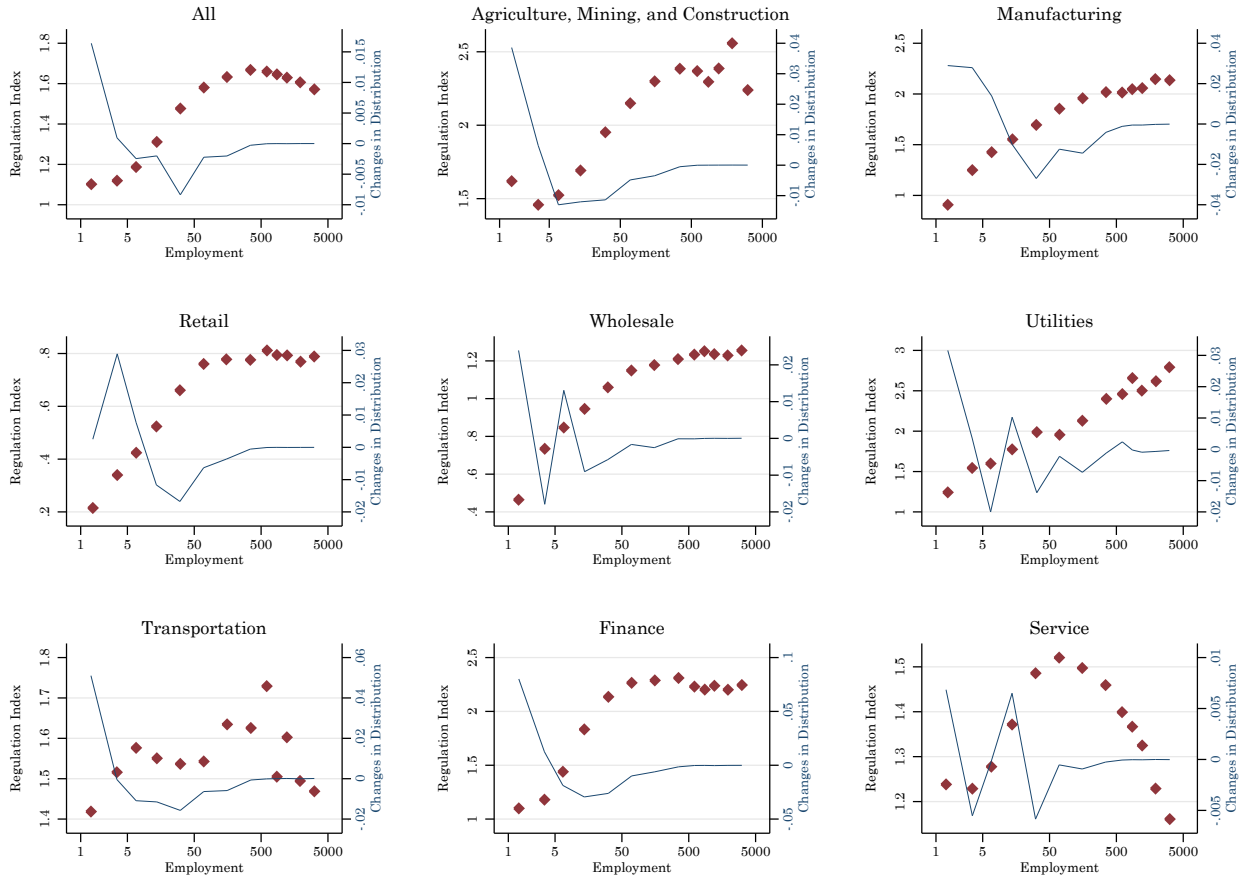 All
Regulation Index
1 1.2 1.4 1.6 1.8
-.01 -.005 0 .005 .01 .015
Changes in Distribution
1 5 50 500 5000
Employment
Agriculture, Mining, and Construction
Regulation Index
1.5 2 2.5
-.01 0 .01 .02 .03 .04
Changes in Distribution
1 5 50 500 5000
Employment
Manufacturing
Regulation Index
1 1.5 2 2.5
-.04 -.02 0 .02 .04
Changes in Distribution
1 5 50 500 5000
Employment
Retail
Regulation Index
.2 .4 .6 .8
-.02 -.01 0 .01 .02 .03
Changes in Distribution
1 5 50 500 5000
Employment
Wholesale
Regulation Index
.4 .6 .8 1 1.2
-.02 -.01 0 .01 .02
Changes in Distribution
1 5 50 500 5000
Employment
Utilities
Regulation Index
1 1.5 2 2.5 3
-.02 -.01 0 .01 .02 .03
Changes in Distribution
1 5 50 500 5000
Employment
Transportation
Regulation Index
1.4 1.5 1.6 1.7 1.8
-.02 0 .02 .04 .06
Changes in Distribution
1 5 50 500 5000
Employment
Finance
Regulation Index
1 1.5 2 2.5
-.05 0 .05 .1
Changes in Distribution
1 5 50 500 5000
Employment
Service
Regulation Index
1.2 1.3 1.4 1.5
-.005 0 .005 .01
Changes in Distribution
1 5 50 500 5000
Employment